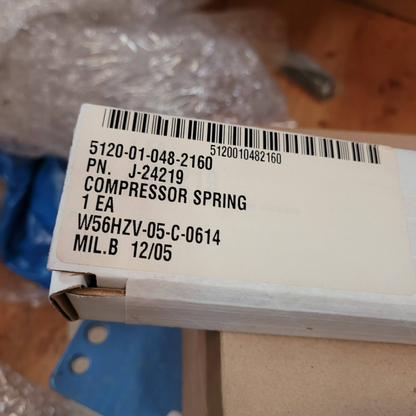 5120010482160
5120-01-048-2160
PN. J-24219
COMPRESSOR SPRING
1 EA
W56HZV-05-C-0614
MIL.B 12/05